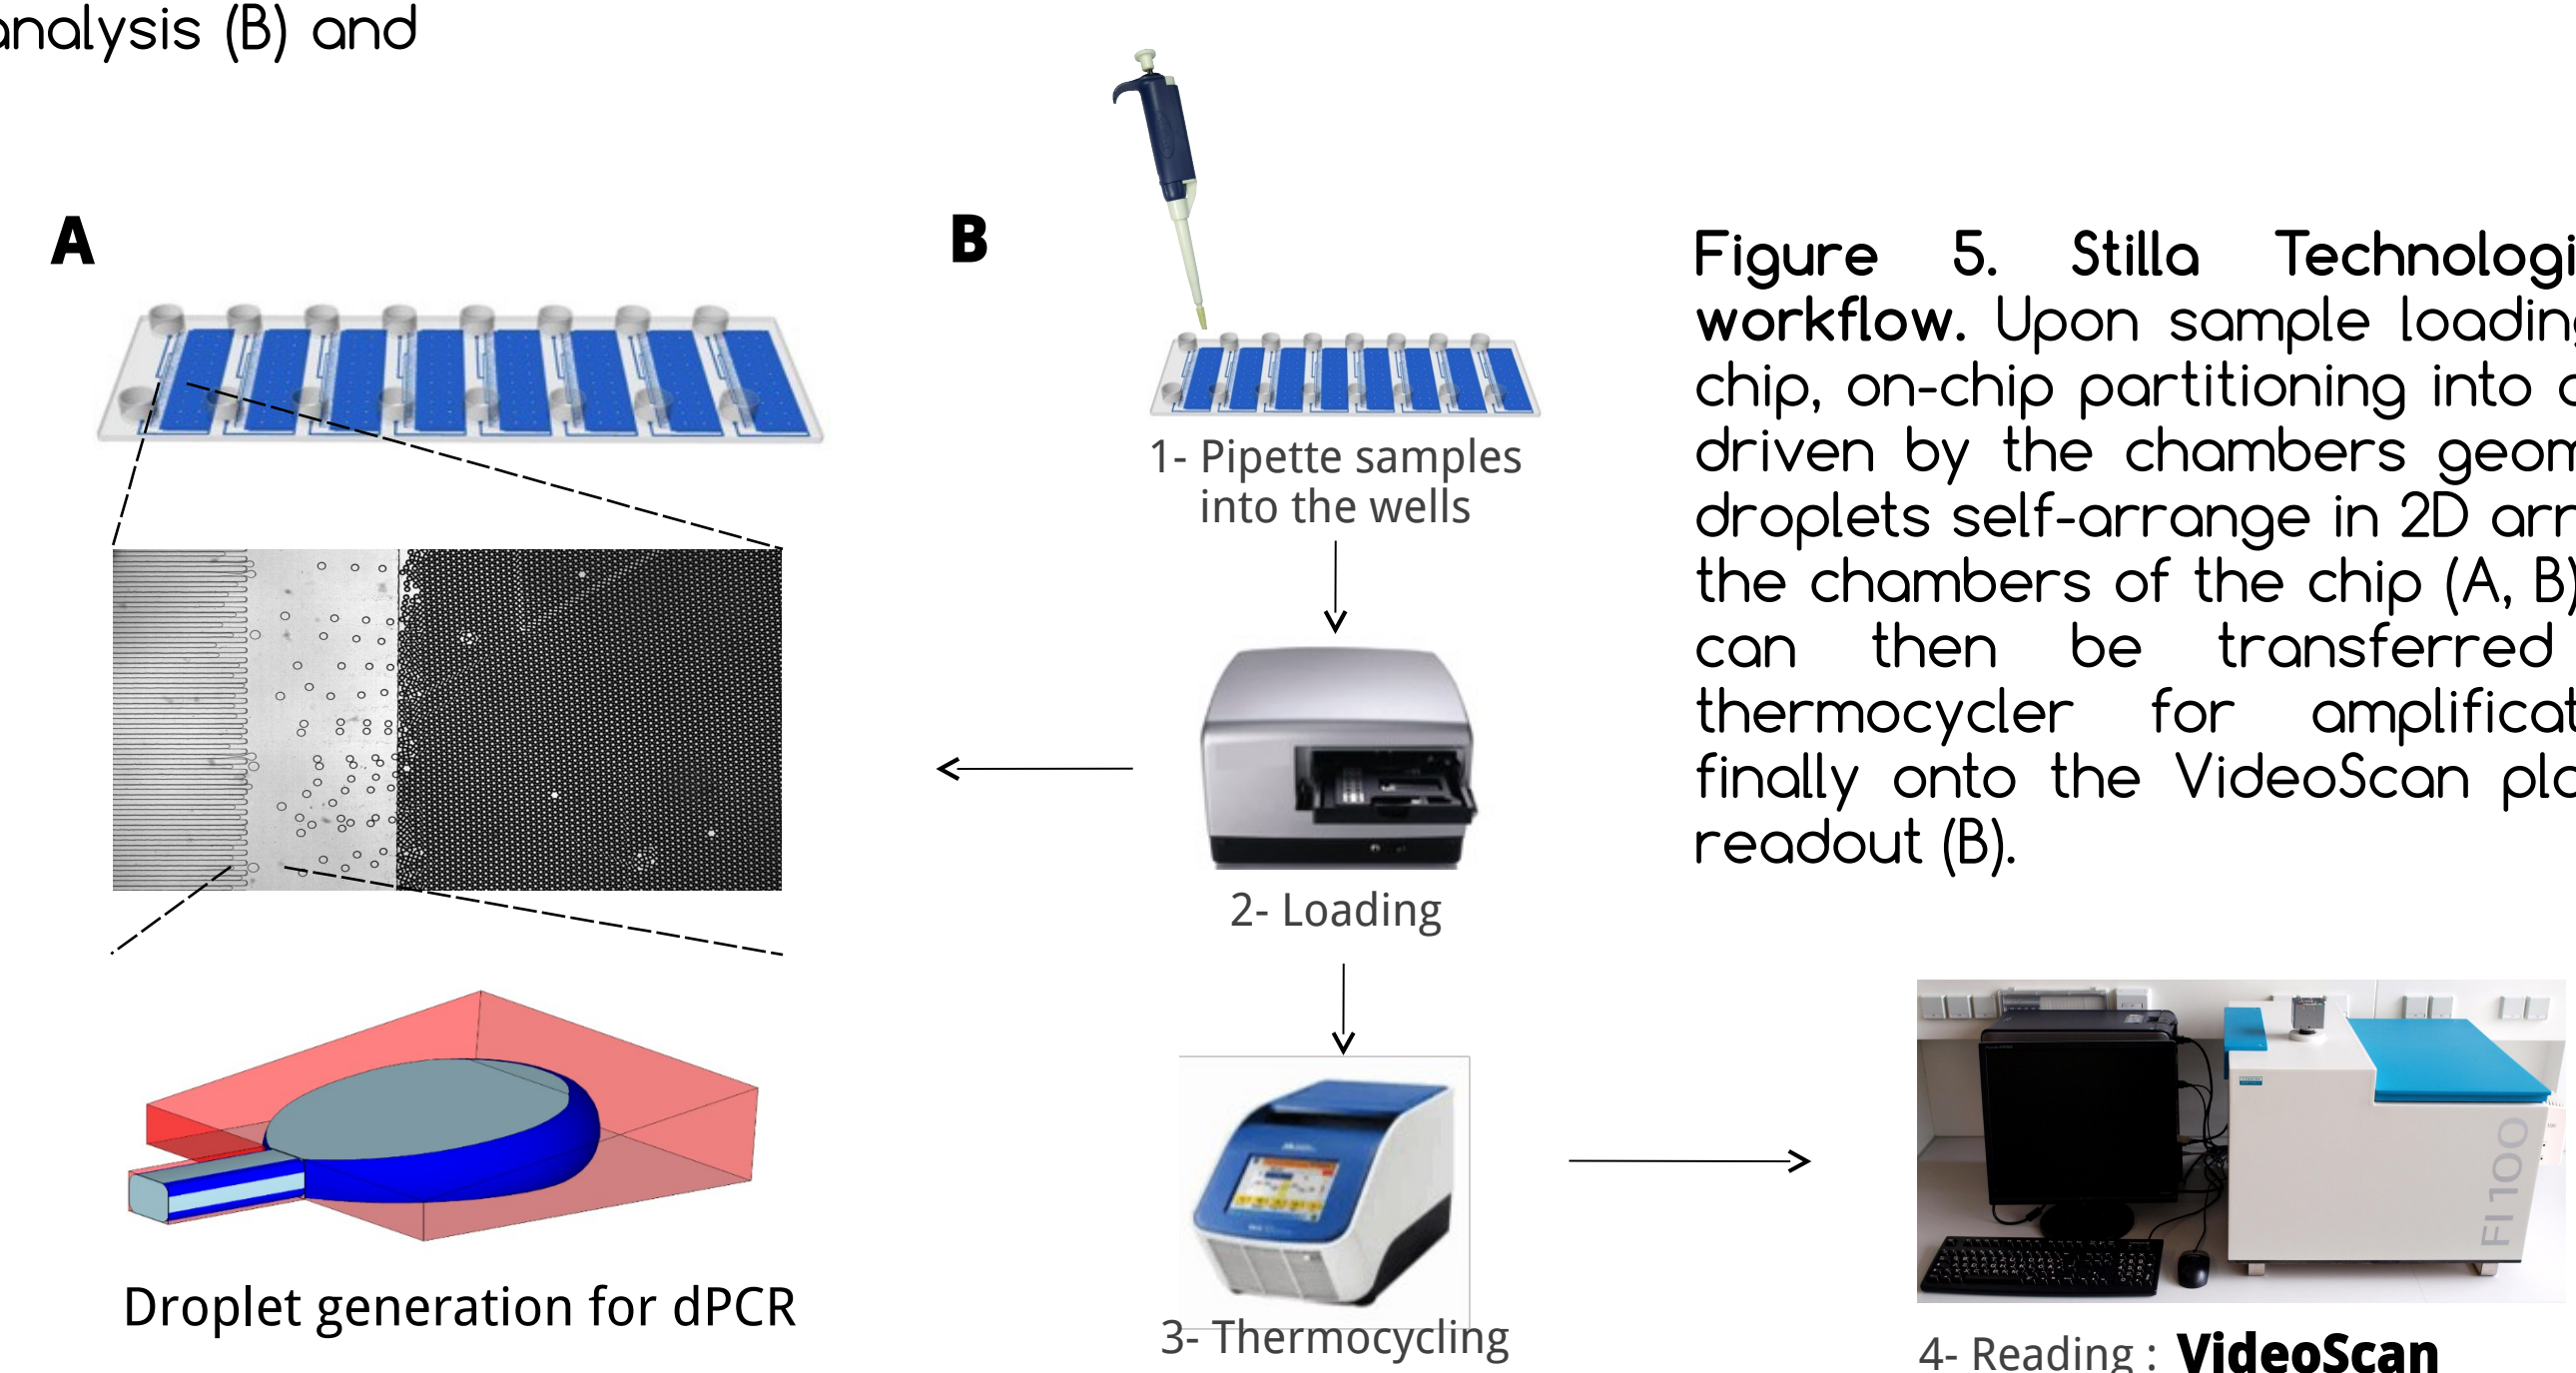 analysis (B) and
A
B
1- Pipette samples
into the wells
2- Loading
3- Thermocycling
Droplet generation for dPCR
Figure 5. Stilla
workflow. Upon sample
chip, on-chip partitioning into
driven by the chambers
droplets self-arrange in 2D
the chambers of the chip (A, B)
can then be transferred
thermocycler for
finally onto the VideoScan
readout (B).
FI100
4- Reading : VideoScan